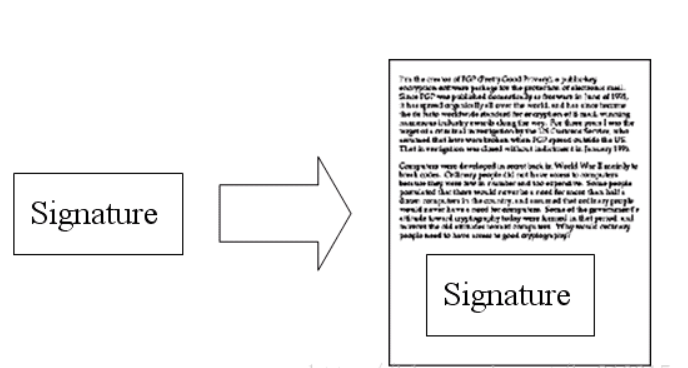 Signature
I'm the creator of PGP (Pretty Good Privacy), a public-key
encryption software package for the protection of electronic mail.
Since PGP was published domestically as freeware in June of 1991,
it has spread organically all over the world, and has since become
the de facto worldwide standard for encryption of E-mail, winning
numerous industry awards along the way. For three years I was the
target of a criminal investigation by the US Customs Service, who
assumed that laws were broken when PGP spread outside the US.
That investigation was closed without indictment in January 1996.
Computers were developed in secret back in World War II mainly to
break codes. Ordinary people did not have access to computers
because they were few in number and too expensive. Some people
postulated that there would never be a need for more than half a
dozen computers in the country, and assumed that ordinary people
would never have a need for computers. Some of the government's
attitude toward cryptography today were formed in that period, and
mirrors the old attitudes toward computers. Why would ordinary
people need to have access to good cryptography?
Signature